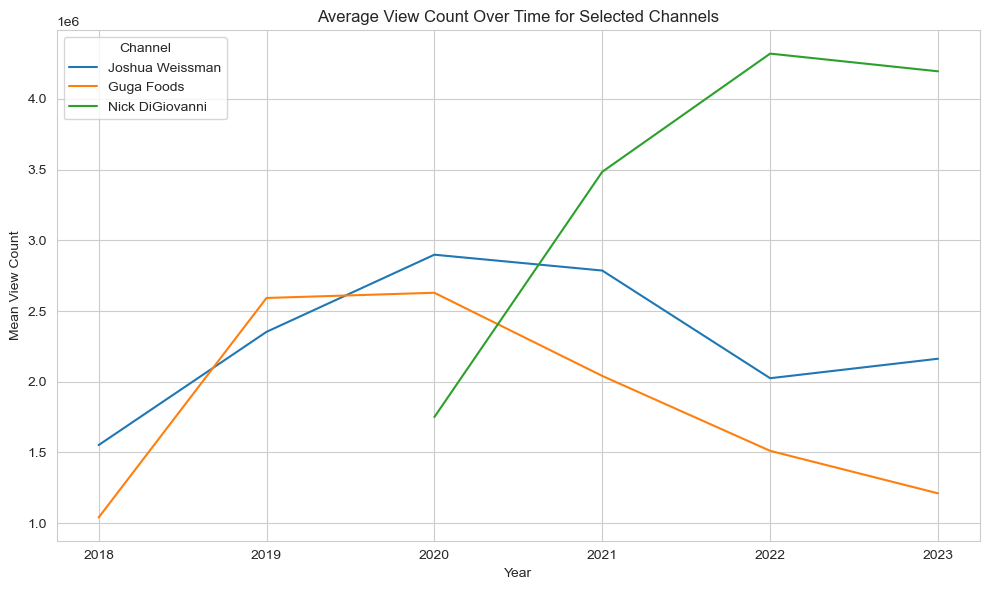 Average View Count Over Time for Selected Channels
1e6
Channel
Joshua Weissman
Guga Foods
Nick DiGiovanni
4.0
3.5
3.0
2.5
2.0
1.5
1.0
Mean View Count
2018 2019 2020 2021 2022 2023
Year